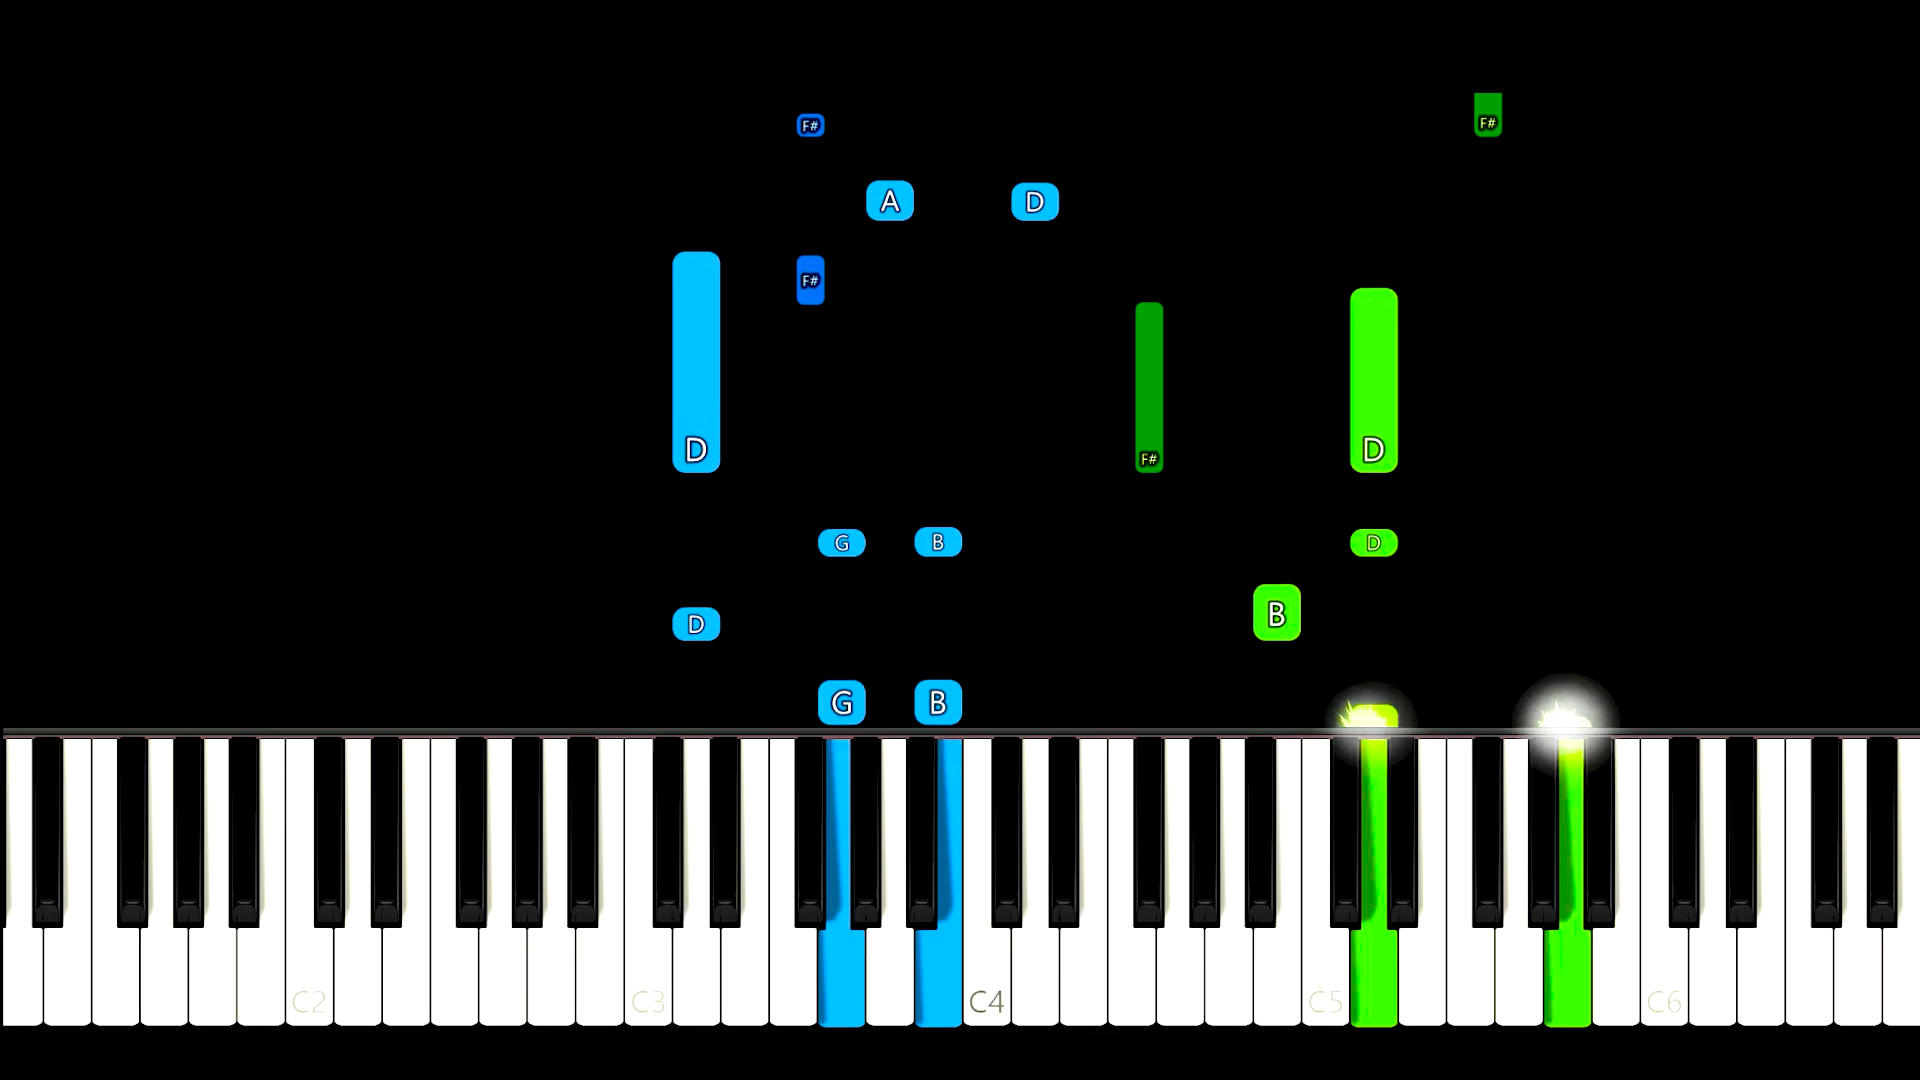 F# F#
A D
F#
D F# D
G B D
D B
G B
C2 C3 C4 C5 C6